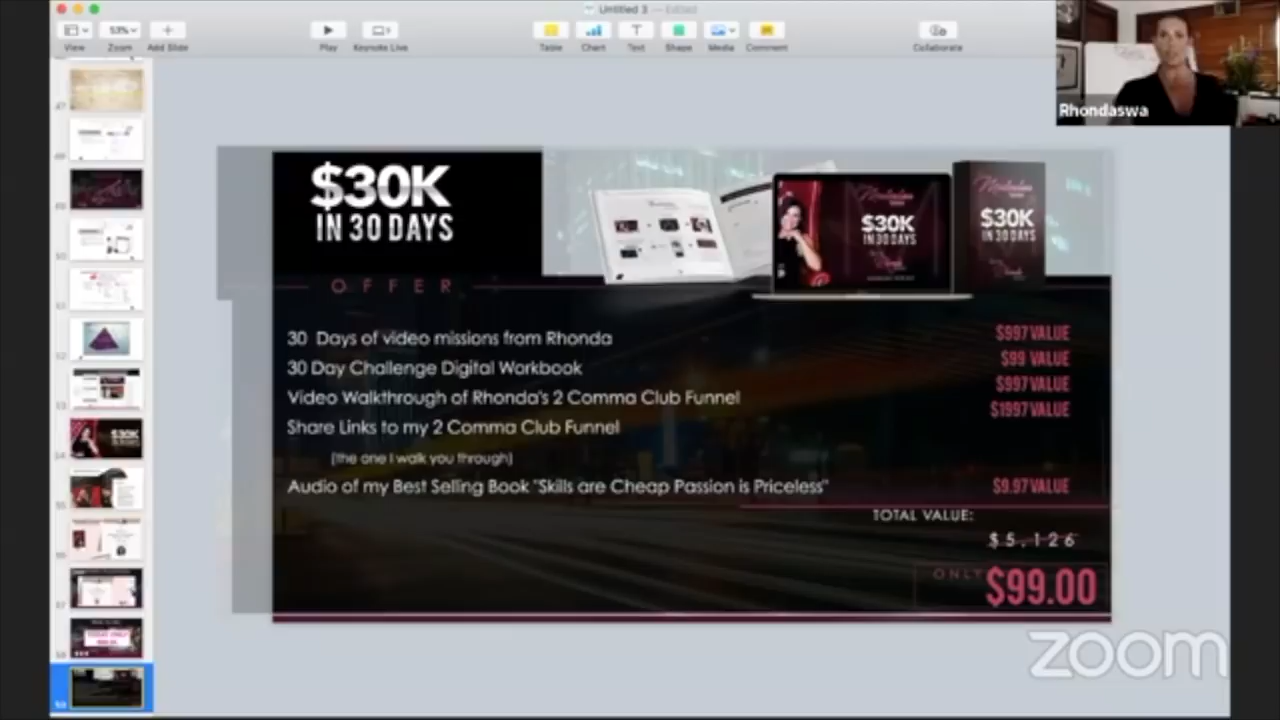 Untitled 3 — Edited
53%
View
Zoom
Add Slide
Play
Keynote Live
Table
Chart
Text
Shape
Media
Comment
Collaborate
Rhondaswa
$30K
IN 30 DAYS
OFFER
$30K
IN 30 DAYS
$30K
IN 30 DAYS
30 Days of video missions from Rhonda
$997 VALUE
30 Day Challenge Digital Workbook
$99 VALUE
Video Walkthrough of Rhonda's 2 Comma Club Funnel
$997 VALUE
Share Links to my 2 Comma Club Funnel
$1997 VALUE
(the one I walk you through)
Audio of my Best Selling Book "Skills are Cheap Passion is Priceless"
$9.97 VALUE
TOTAL VALUE:
$5,126
ONLY
$99.00
zoom